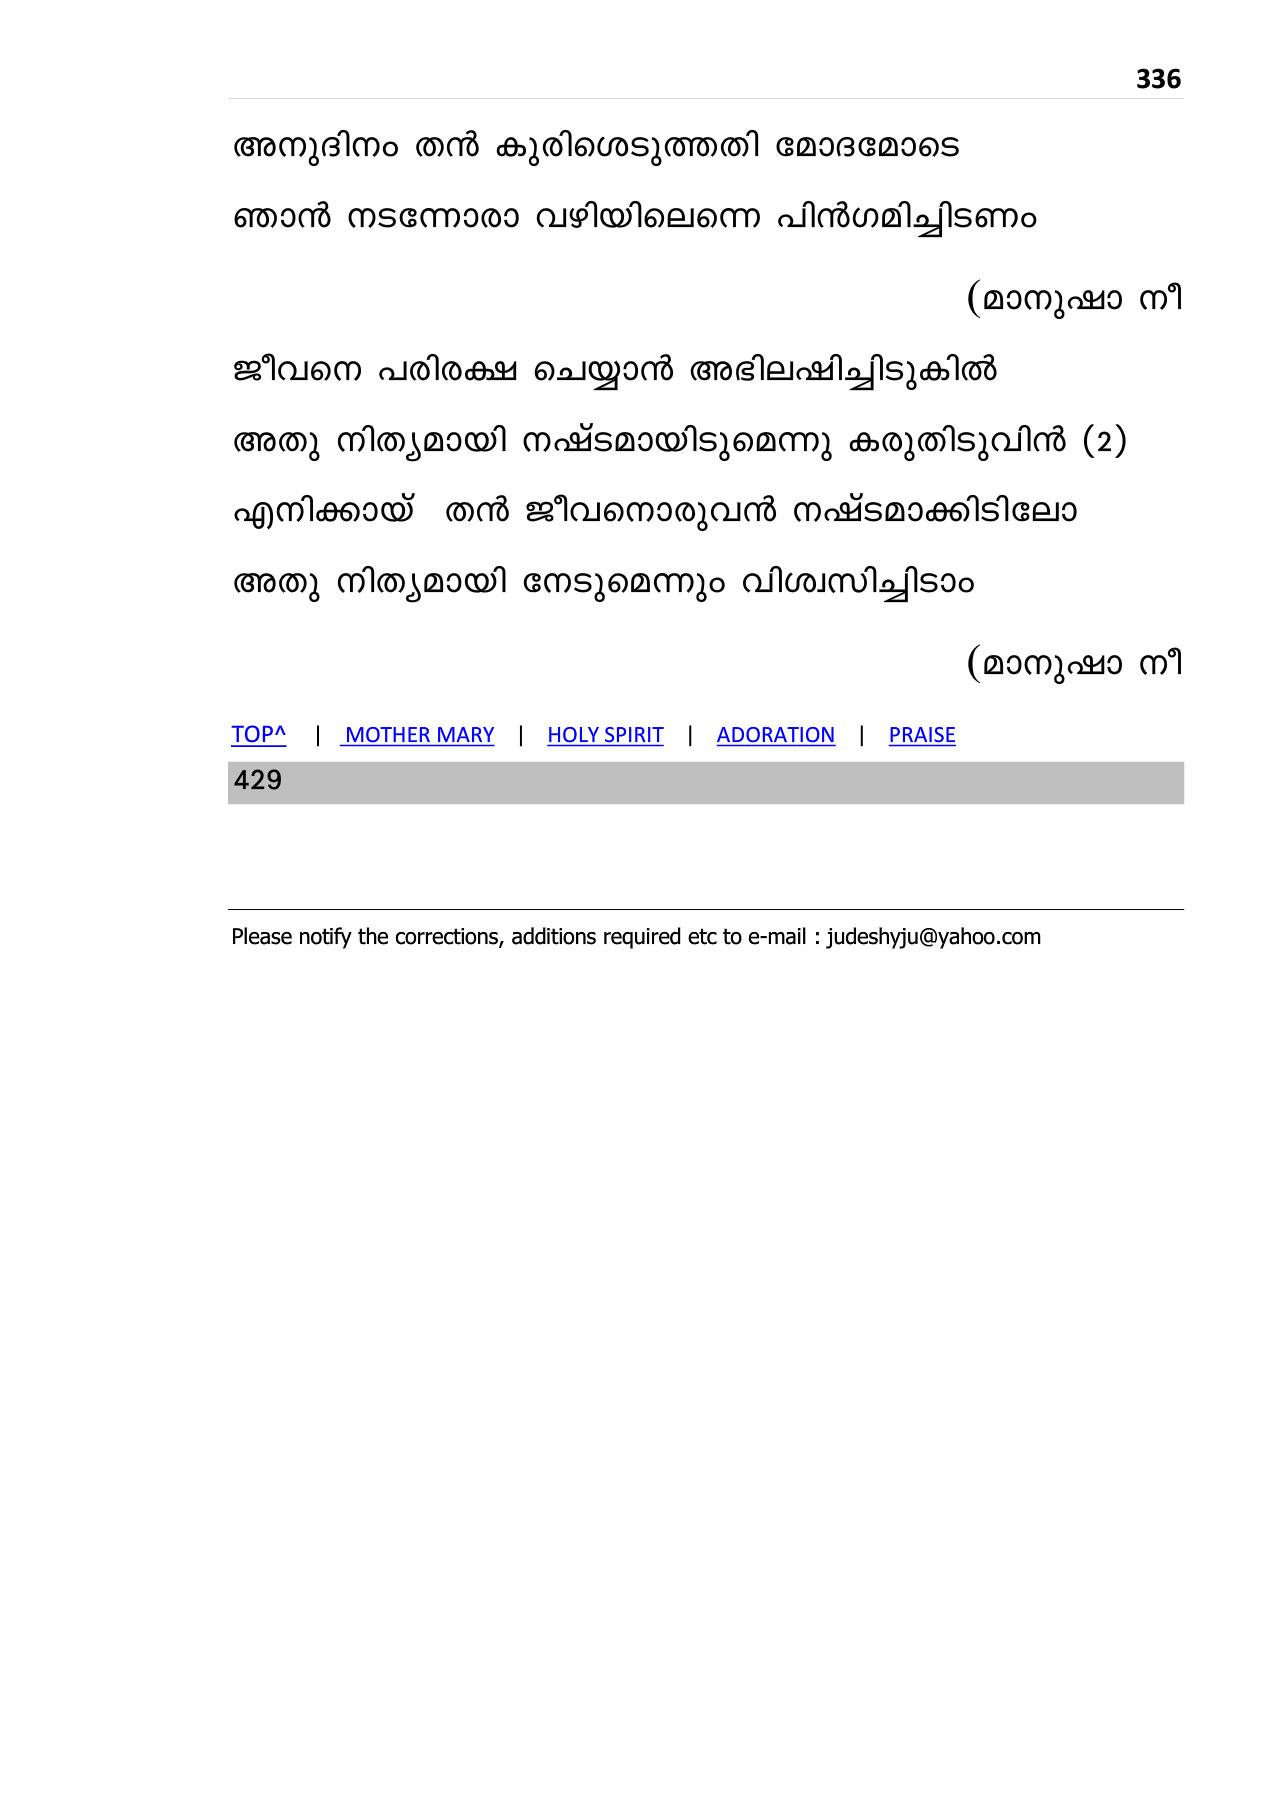 336
അനുദിനം തൻ കുരിശെടുത്തതി മോദമോടെ
ഞാൻ നടന്നോരാ വഴിയിലെന്നെ പിൻഗമിച്ചിടണം
(മാനുഷാ നീ
ജീവനെ പരിരക്ഷ ചെയ്യാൻ അഭിലഷിച്ചിടുകിൽ
അതു നിത്യമായി നഷ്ടമായിടുമെന്നു കരുതിടുവിൻ (2)
എനിക്കായ് തൻ ജീവനൊരുവൻ നഷ്ടമാക്കിടിലോ
അതു നിത്യമായി നേടുമെന്നും വിശ്വസിച്ചിടാം
(മാനുഷാ നീ
TOP^ | MOTHER MARY | HOLY SPIRIT | ADORATION | PRAISE
429
Please notify the corrections, additions required etc to e-mail : judeshyju@yahoo.com